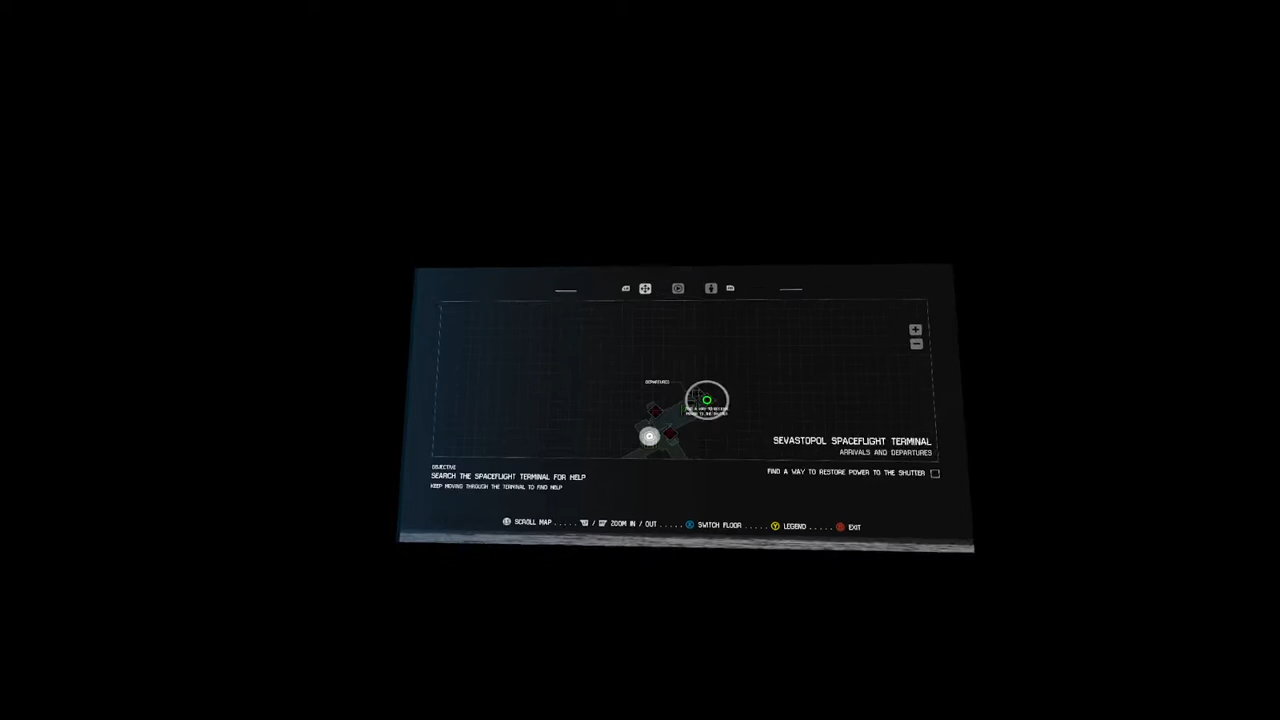 DEPARTURES
SEVASTOPOL SPACEFLIGHT TERMINAL
ARRIVALS AND DEPARTURES
OBJECTIVE
SEARCH THE SPACEFLIGHT TERMINAL FOR HELP
KEEP MOVING THROUGH THE TERMINAL TO FIND HELP
FIND A WAY TO RESTORE POWER TO THE SHUTTER
SCROLL MAP ..... / ZOOM IN / OUT ..... X SWITCH FLOOR ..... Y LEGEND ..... EXIT